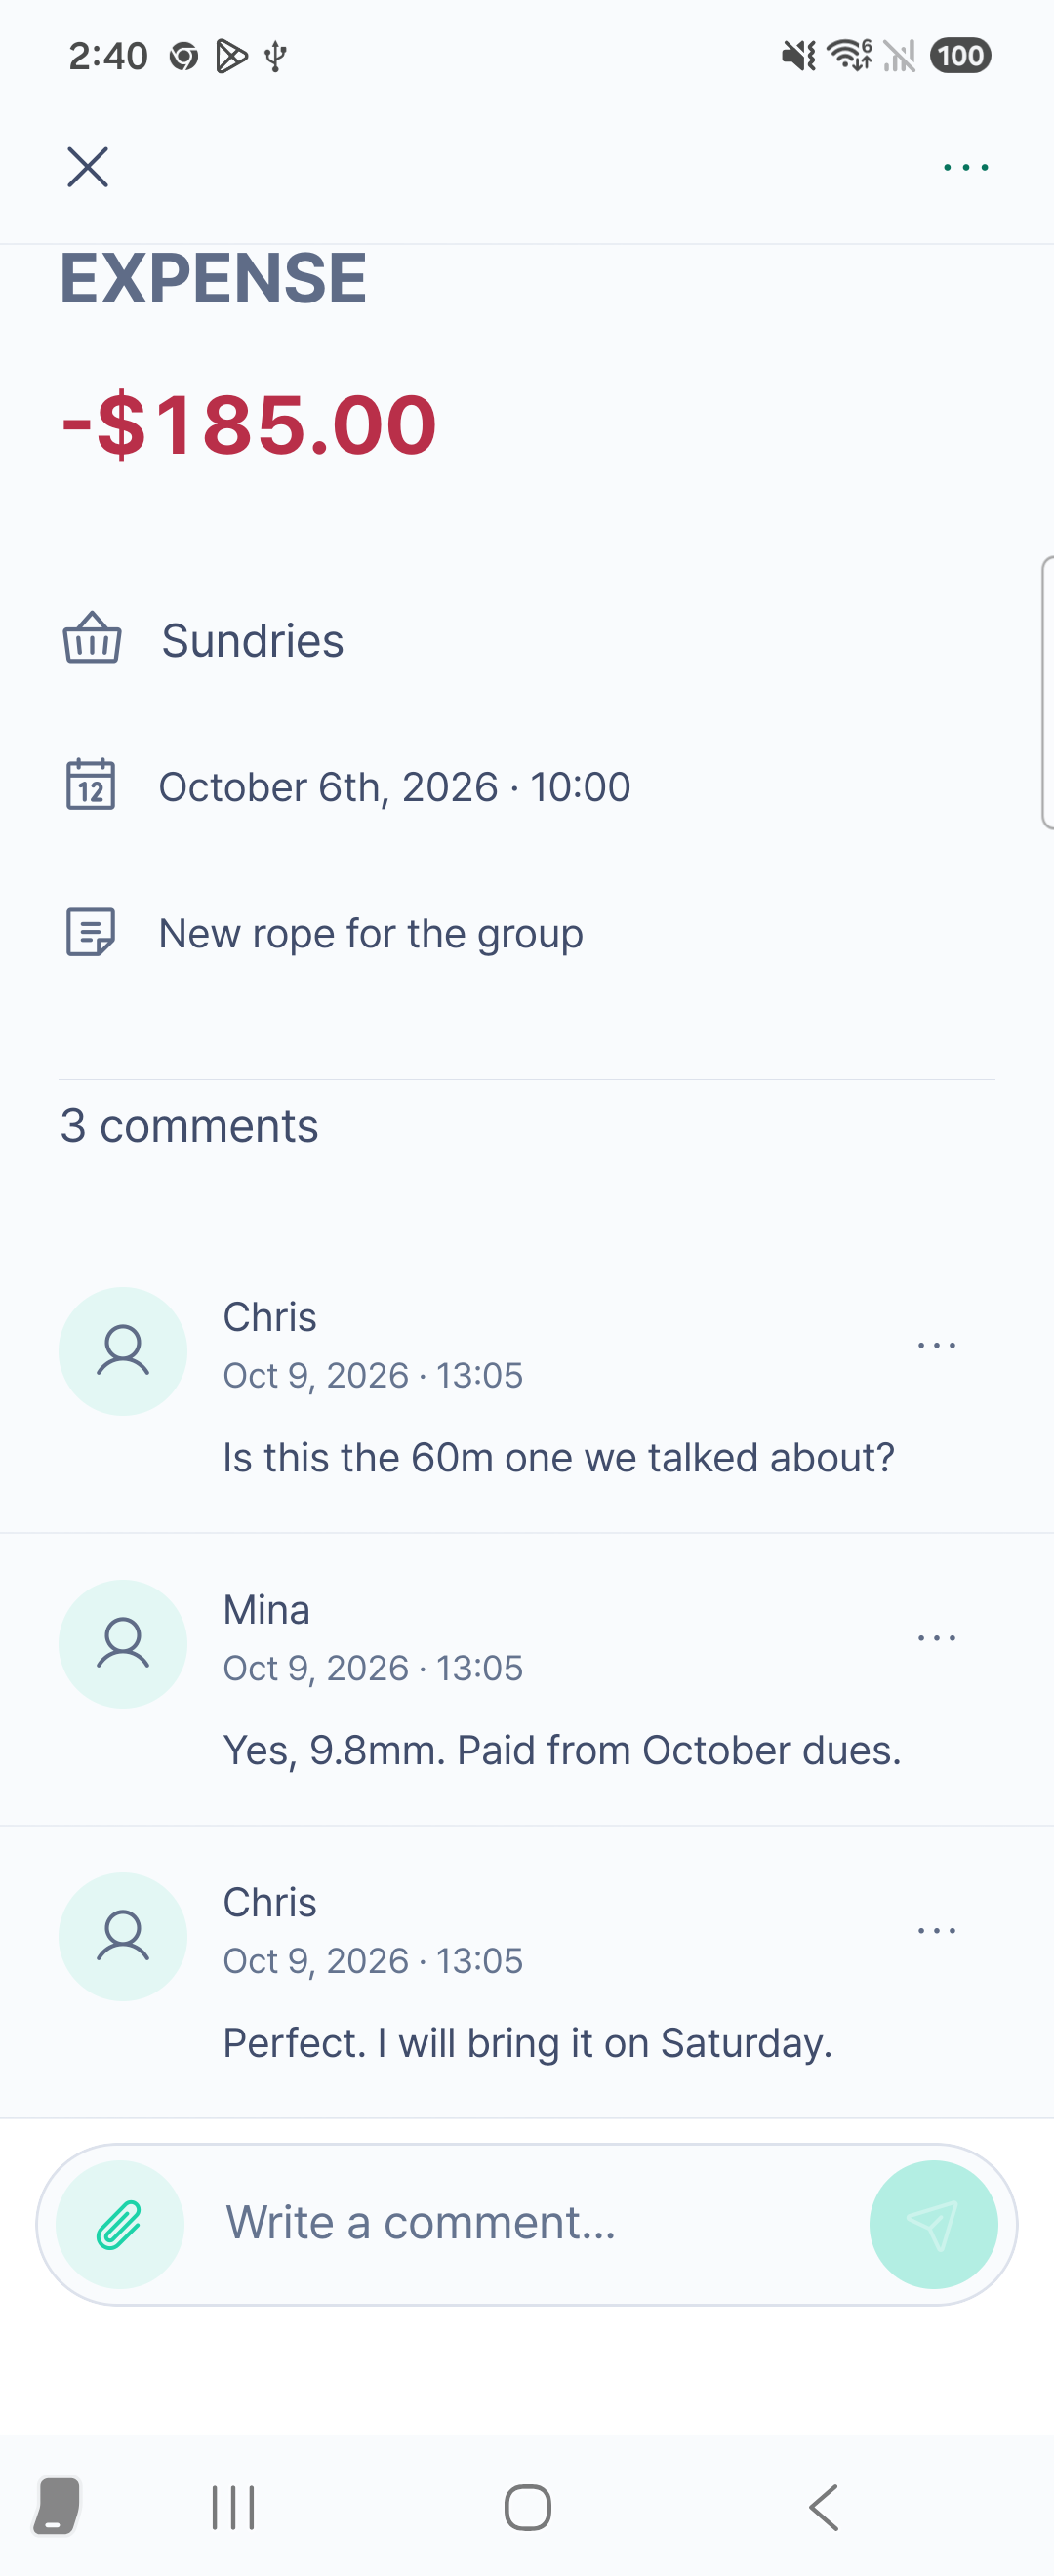 2:40
6
100
EXPENSE
-$185.00
Sundries
12
October 6th, 2026 · 10:00
New rope for the group
3 comments
Chris
Oct 9, 2026 · 13:05
Is this the 60m one we talked about?
Mina
Oct 9, 2026 · 13:05
Yes, 9.8mm. Paid from October dues.
Chris
Oct 9, 2026 · 13:05
Perfect. I will bring it on Saturday.
Write a comment...